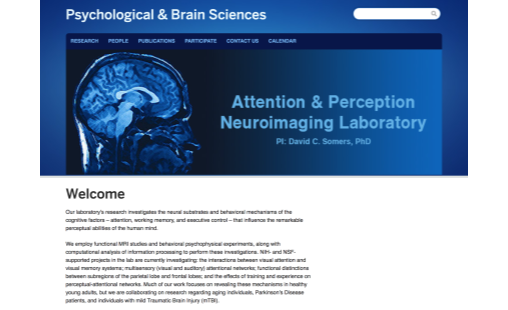 Psychological & Brain Sciences
RESEARCH PEOPLE PUBLICATIONS PARTICIPATE CONTACT US CALENDAR
Attention & Perception
Neuroimaging Laboratory
PI: David C. Somers, PhD
Welcome
Our laboratory's research investigates the neural substrates and behavioral mechanisms of the
cognitive factors – attention, working memory, and executive control – that influence the remarkable
perceptual abilities of the human mind.
We employ functional MRI studies and behavioral psychophysical experiments, along with
computational analysis of information processing to perform these investigations. NIH- and NSF-
supported projects in the lab are currently investigating: the interactions between visual attention and
visual memory systems; multisensory (visual and auditory) attentional networks; functional distinctions
between subregions of the parietal lobe and frontal lobes; and the effects of training and experience on
perceptual-attentional networks. Much of our work focuses on revealing these mechanisms in healthy
young adults, but we are collaborating on research regarding aging individuals, Parkinson's Disease
patients, and individuals with mild Traumatic Brain Injury (mTBI).